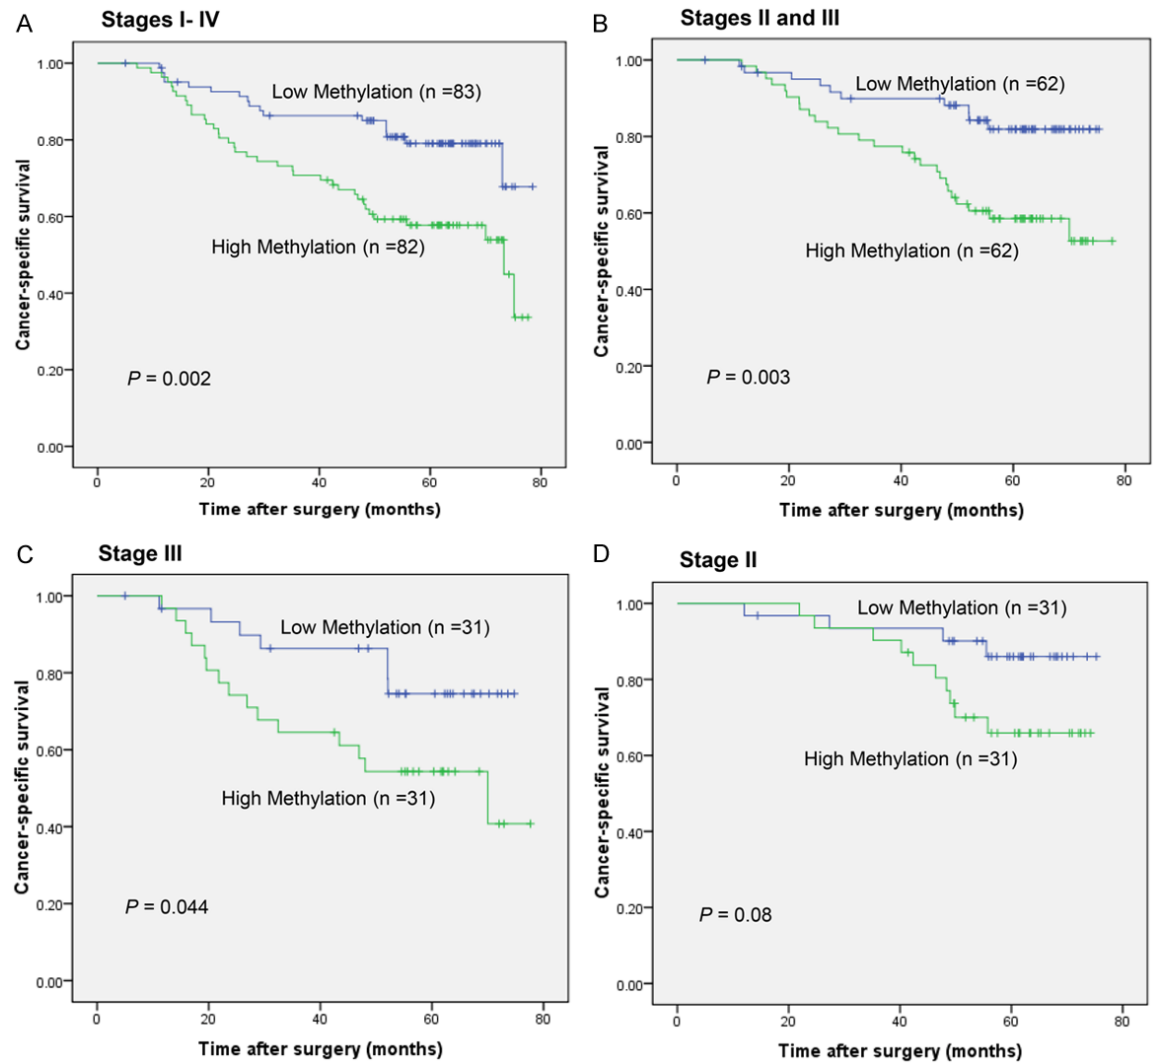 A
Stages I- IV
Cancer-specific survival
1.00
0.80
0.60
0.40
0.20
0.00
Low Methylation (n =83)
High Methylation (n =82)
P = 0.002
0 20 40 60 80
Time after surgery (months)
B
Stages II and III
Cancer-specific survival
1.00
0.80
0.60
0.40
0.20
0.00
Low Methylation (n =62)
High Methylation (n =62)
P = 0.003
0 20 40 60 80
Time after surgery (months)
C
Stage III
Cancer-specific survival
1.00
0.80
0.60
0.40
0.20
0.00
Low Methylation (n =31)
High Methylation (n =31)
P = 0.044
0 20 40 60 80
Time after surgery (months)
D
Stage II
Cancer-specific survival
1.00
0.80
0.60
0.40
0.20
0.00
Low Methylation (n =31)
High Methylation (n =31)
P = 0.08
0 20 40 60 80
Time after surgery (months)